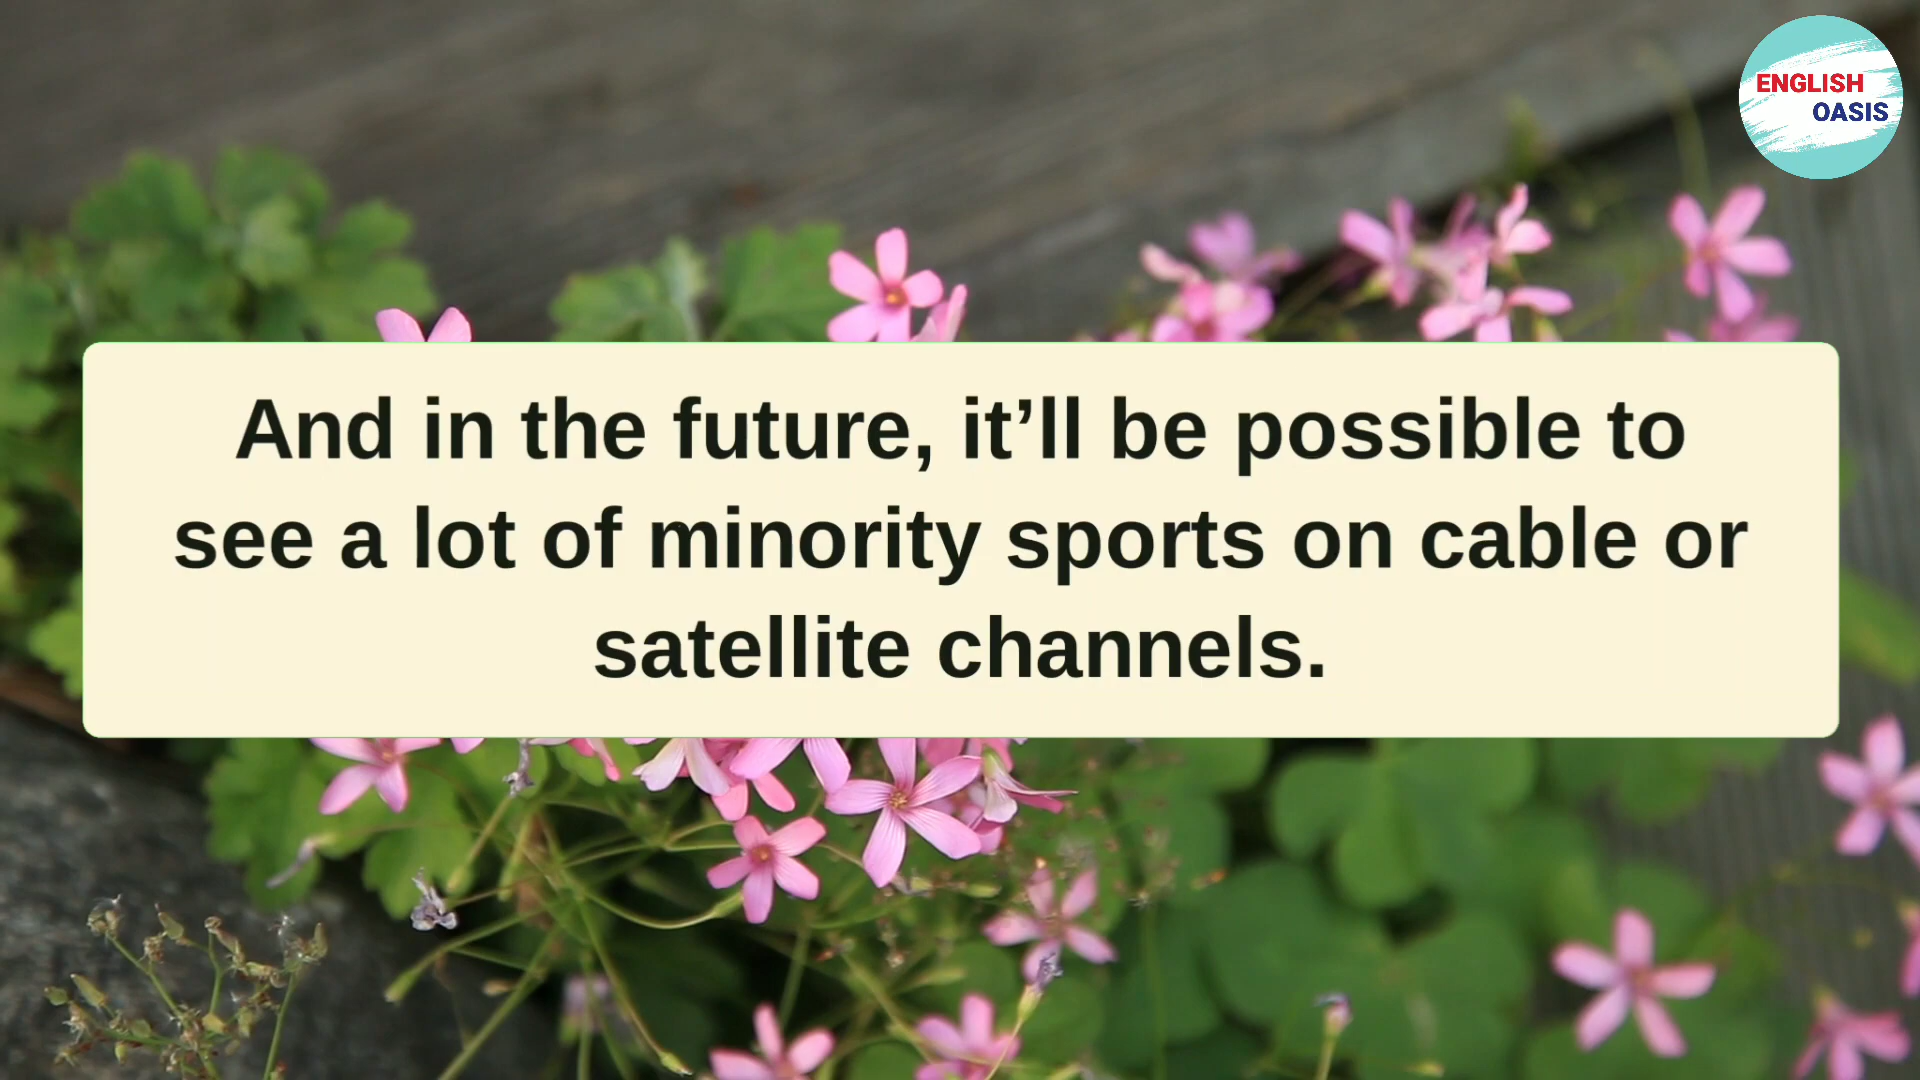 ENGLISH
OASIS
And in the future, it’ll be possible to
see a lot of minority sports on cable or
satellite channels.